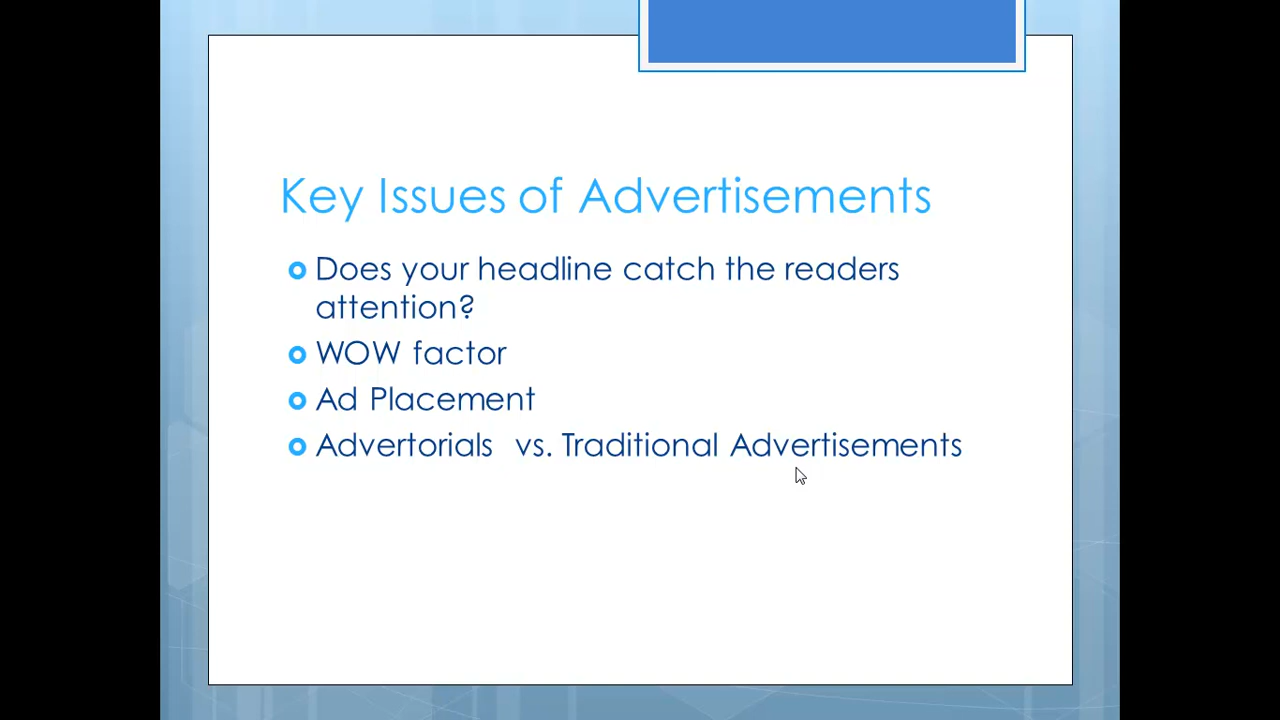 Key Issues of Advertisements
Does your headline catch the readers
attention?
WOW factor
Ad Placement
Advertorials vs. Traditional Advertisements